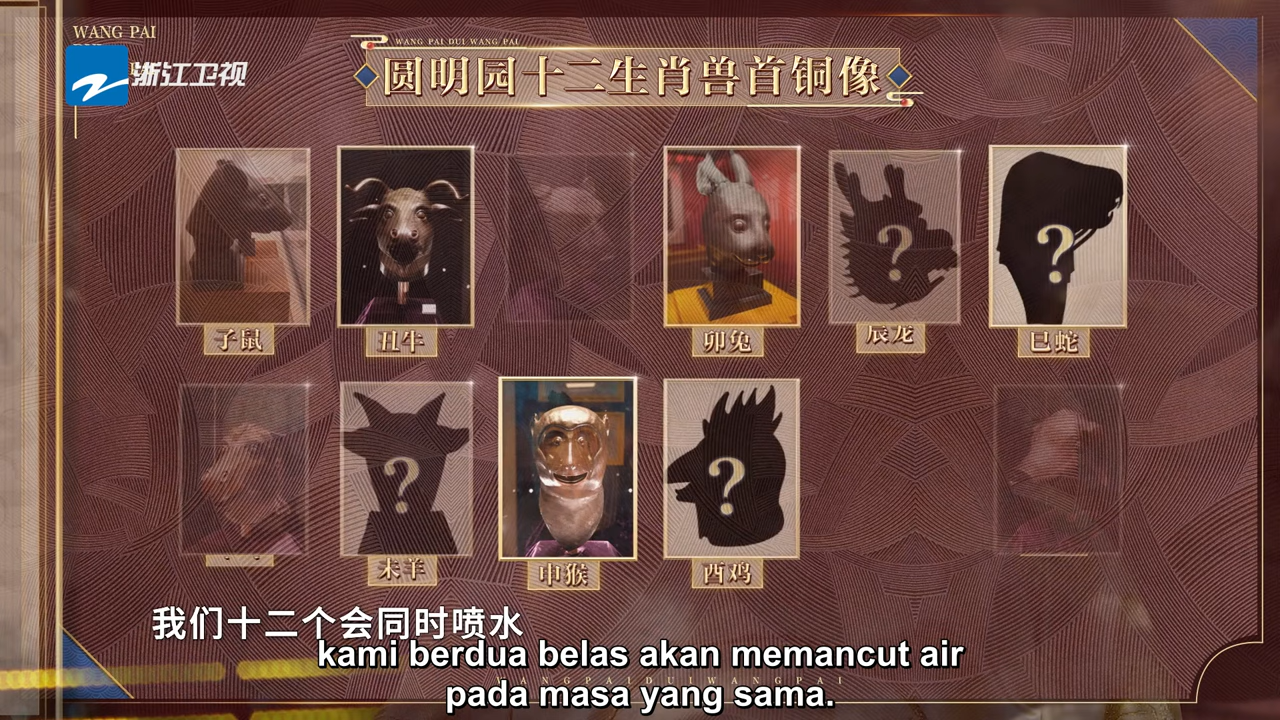 WANG PAI
浙江卫视
WANG PAI DUI WANG PAI
圆明园十二生肖兽首铜像
?
?
子鼠
丑牛
卯兔
辰龙
巳蛇
?
?
未羊
申猴
酉鸡
我们十二个会同时喷水
kami berdua belas akan memancut air
WANGPAIDUIWANGPAI
pada masa yang sama.